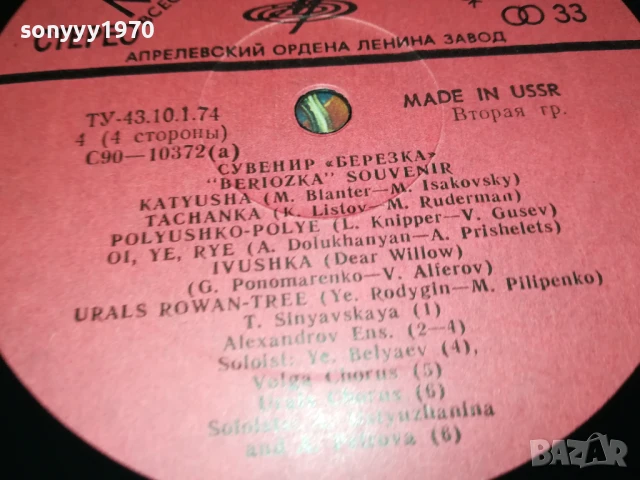 sonyyy1970
СТЕРЕО
33
АПРЕЛЕВСКИЙ ОРДЕНА ЛЕНИНА ЗАВОД
ТУ-43.10.1.74
4 (4 стороны)
С90—10372(а)
MADE IN USSR
Вторая гр.
СУВЕНИР «БЕРЕЗКА»
"BERIOZKA" SOUVENIR
KATYUSHA (M. Blanter—M. Isakovsky)
TACHANKA (K. Listov—M. Ruderman)
POLYUSHKO-POLYE (L. Knipper—V. Gusev)
OI, YE, RYE (A. Dolukhanyan—A. Prishelets)
IVUSHKA (Dear Willow)
(G. Ponomarenko—V. Alferov)
URALS ROWAN-TREE (Ye. Rodygin—M. Pilipenko)
T. Sinyavskaya (1)
Alexandrov Ens. (2—4)
Soloist: Ye. Belyaev (4),
Volga Chorus (5)
Chorus (6)
and
(6)
BAZAR